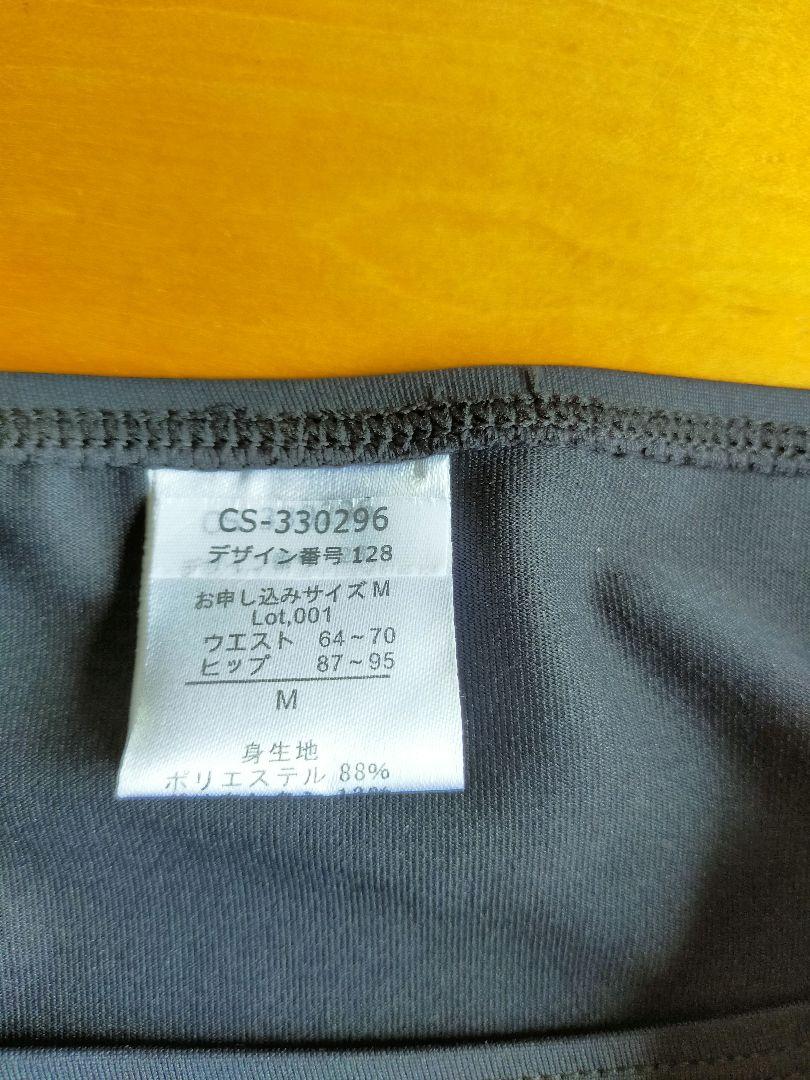 CS-330296
デザイン番号 128
お申し込みサイズ M
Lot,001
ウエスト 64~70
ヒップ 87~95
M
身生地
ポリエステル 88%